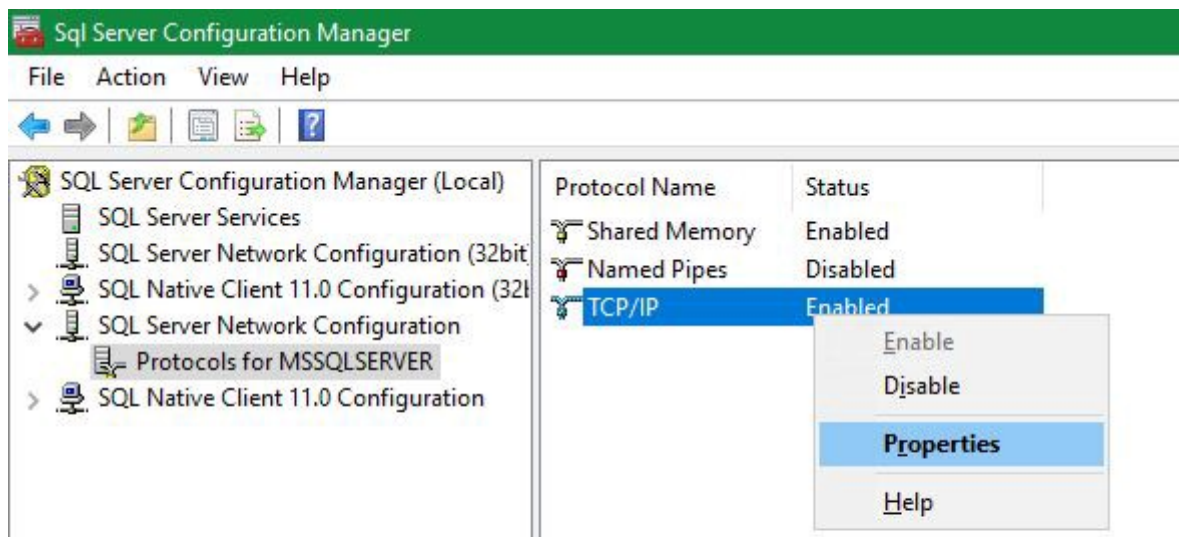 Sql Server Configuration Manager
File Action View Help
SQL Server Configuration Manager (Local)
SQL Server Services
SQL Server Network Configuration (32bit
SQL Native Client 11.0 Configuration (32
SQL Server Network Configuration
Protocols for MSSQLSERVER
SQL Native Client 11.0 Configuration
Protocol Name Status
Shared Memory Enabled
Named Pipes Disabled
TCP/IP Enabled
Enable
Disable
Properties
Help